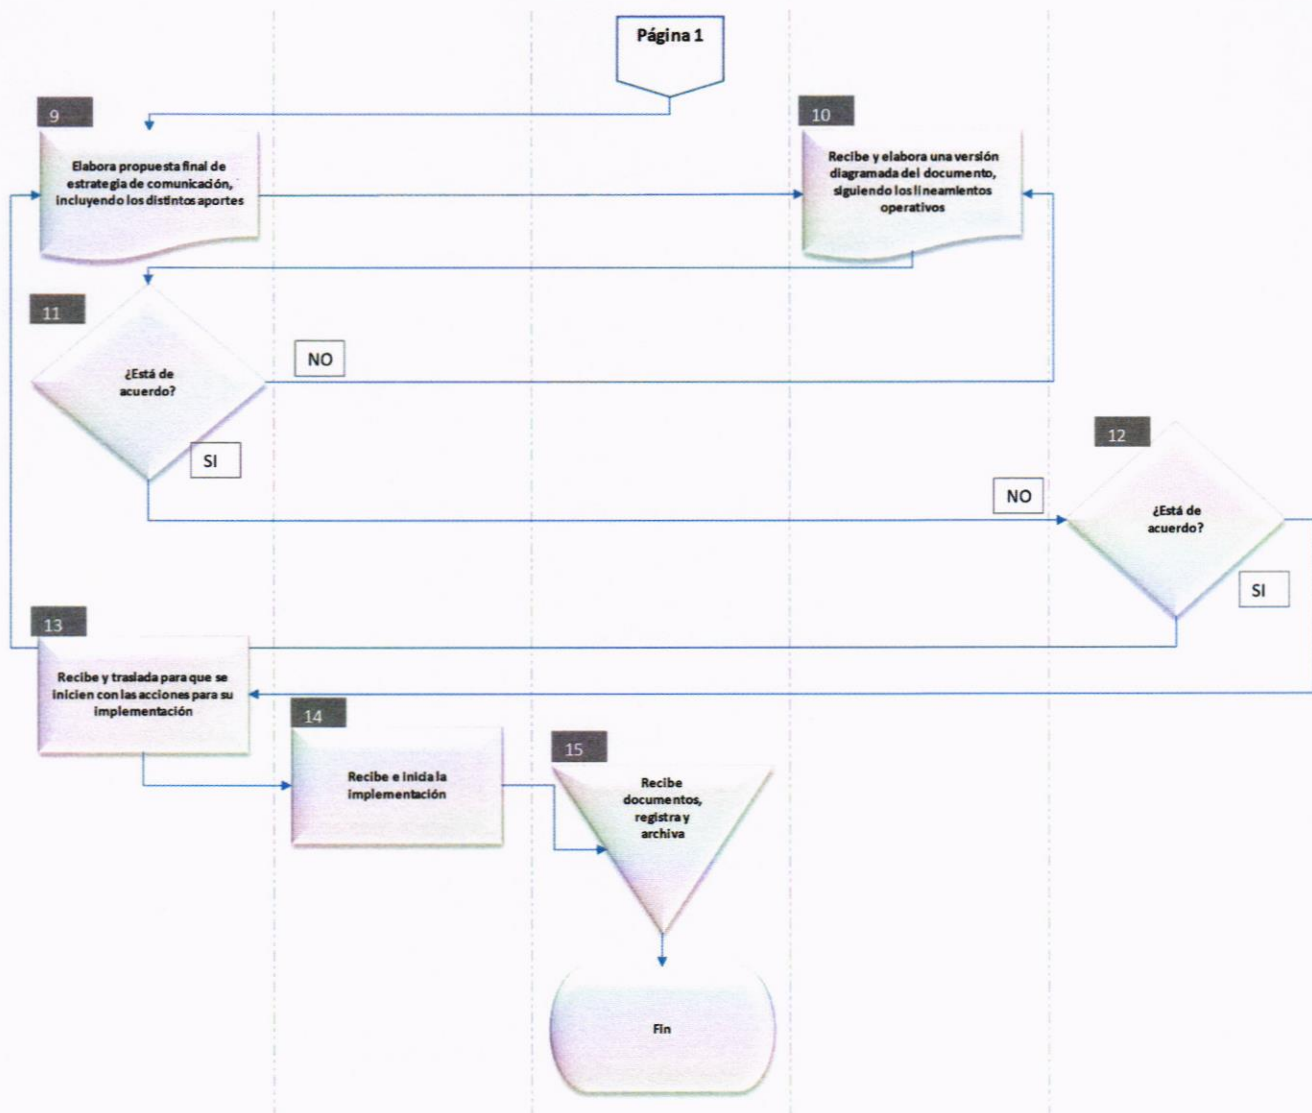 Página 1
9
Elabora propuesta final de
estrategia de comunicación,
incluyendo los distintos aportes
10
Recibe y elabora una versión
diagramada del documento,
siguiendo los lineamientos
operativos
11
¿Está de
acuerdo?
NO
SI
12
NO
¿Está de
acuerdo?
SI
13
Recibe y traslada para que se
inicien con las acciones para su
implementación
14
Recibe e inicia la
implementación
15
Recibe
documentos,
registra y
archiva
Fin